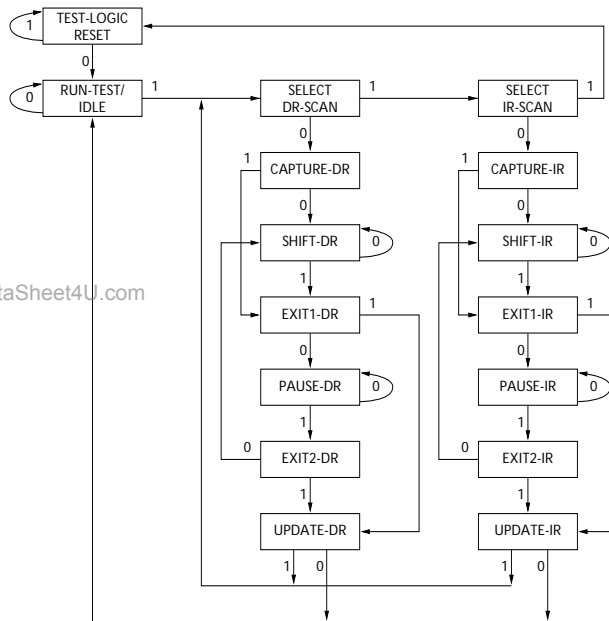 TEST-LOGIC
RESET
1
0
RUN-TEST/
IDLE
0
1
SELECT
DR-SCAN
1
SELECT
IR-SCAN
1
0
0
1
CAPTURE-DR
1
CAPTURE-IR
0
0
SHIFT-DR
0
SHIFT-IR
0
taSheet4U.com
1
1
EXIT1-DR
1
EXIT1-IR
1
0
0
PAUSE-DR
0
PAUSE-IR
0
1
1
0
EXIT2-DR
0
EXIT2-IR
1
1
UPDATE-DR
UPDATE-IR
1
0
1
0